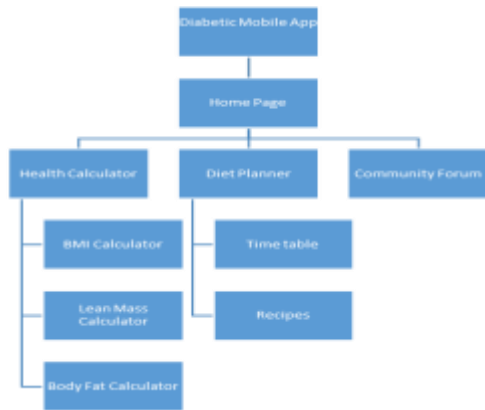 Diabetic Mobile App
Home Page
Health Calculator
Diet Planner
Community Forum
BMI Calculator
Time table
Lean Mass
Calculator
Recipes
Body Fat Calculator